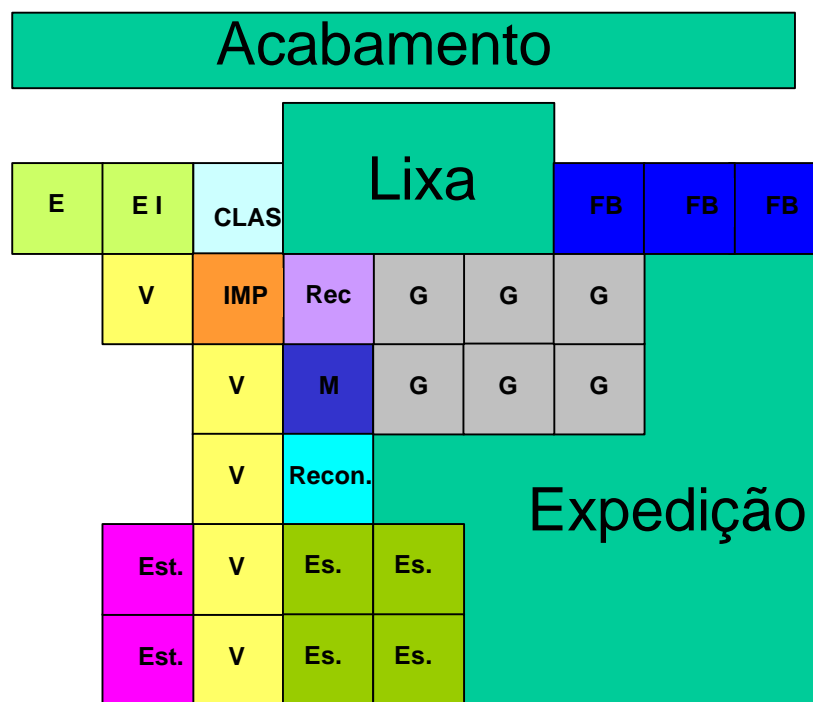 Acabamento
Lixa
E E I CLAS FB FB FB
V IMP Rec G G G
V M G G G
V Recon.
Expedição
Est. V Es. Es.
Est. V Es. Es.